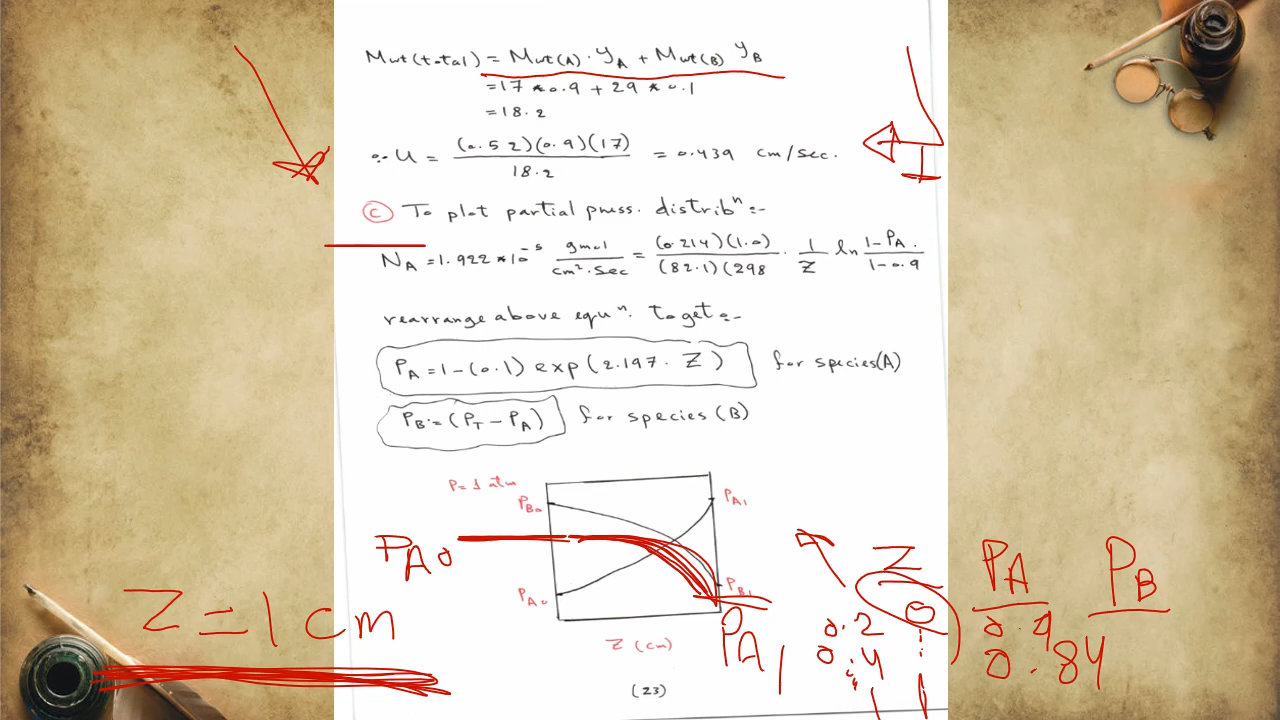 Mwt(total) = Mwt(A) · yA + Mwt(B) yB
= 17 * 0.9 + 29 * 0.1
= 18.2
∴ U = (0.52)(0.9)(17) / 18.2 = 0.439 cm/sec.
(C) To plot partial press. distribⁿ :-
NA = 1.922 * 10⁻⁵ gmol / cm². sec = (0.214)(1.0) / (82.1)(298 · 1/Z ln 1-PA. / 1-0.9
rearrange above equⁿ. to get :-
PA = 1-(0.1) exp(2.197. Z) for species(A)
PB = (PT - PA) for species (B)
P=1 atm
PB0
PA1
PA0
PA0
PB1
PA1
Z (cm)
Z = 1 cm
Z PA PB
0 0.9
0.2 0.84
0.4
1 1
(23)